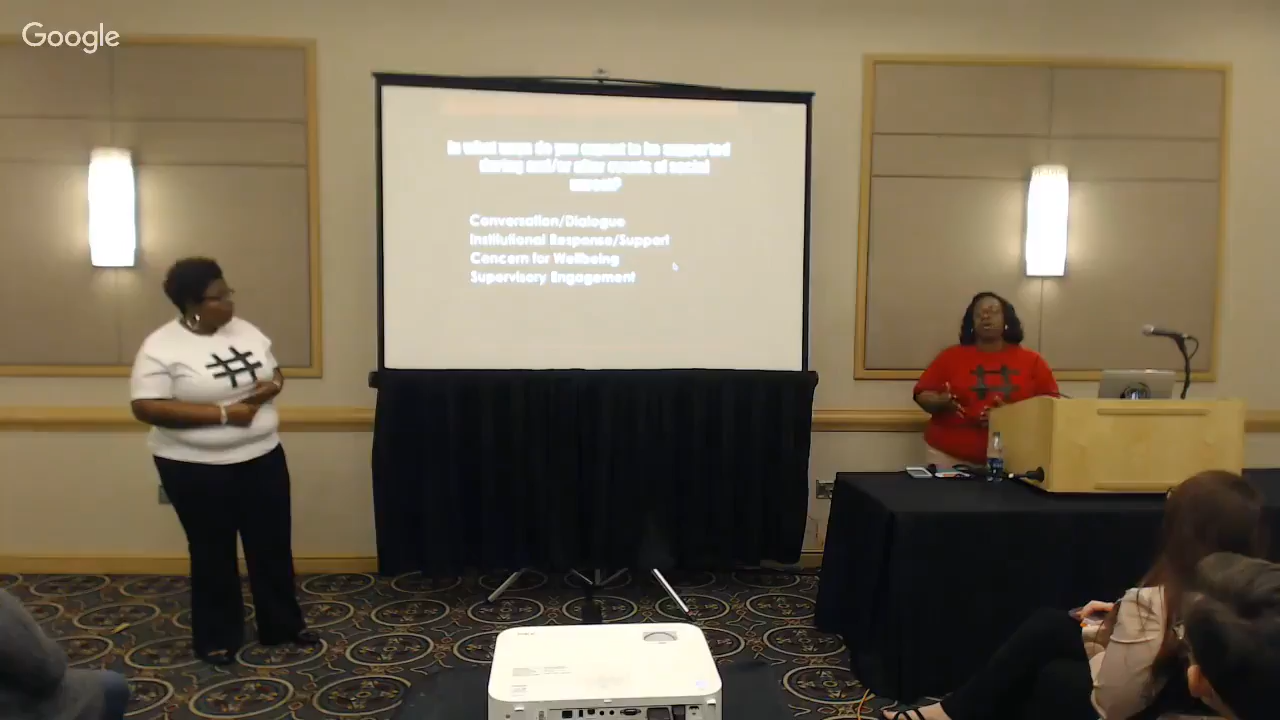 Google
In what ways do you expect to be supported
during and/or after events of social
unrest?
Conversation/Dialogue
Institutional Response/Support
Concern for Wellbeing
Supervisory Engagement
#
#